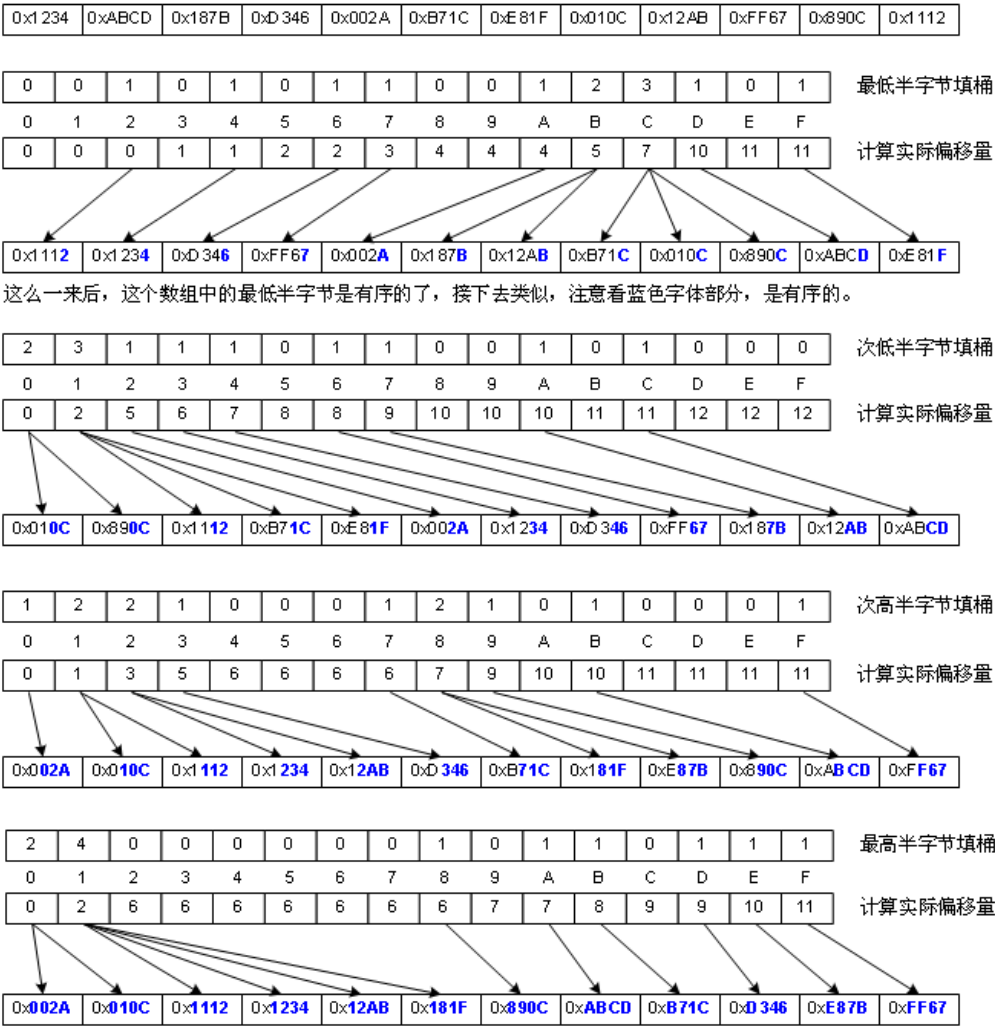 0x1234 0xABCD 0x187B 0xD346 0x002A 0xB71C 0xE81F 0x010C 0x12AB 0xFF67 0x890C 0x1112
0 0 1 0 1 0 1 1 0 0 1 2 3 1 0 1 最低半字节填桶
0 1 2 3 4 5 6 7 8 9 A B C D E F
0 0 0 1 1 2 2 3 4 4 4 5 7 10 11 11 计算实际偏移量
0x1112 0x1234 0xD346 0xFF67 0x002A 0x187B 0x12AB 0xB71C 0x010C 0x890C 0xABCD 0xE81F
这么一来后，这个数组中的最低半字节是有序的了，接下去类似，注意看蓝色字体部分，是有序的。
2 3 1 1 1 0 1 1 0 0 1 0 1 0 0 0 次低半字节填桶
0 1 2 3 4 5 6 7 8 9 A B C D E F
0 2 5 6 7 8 8 9 10 10 10 11 11 12 12 12 计算实际偏移量
0x010C 0x890C 0x1112 0xB71C 0xE81F 0x002A 0x1234 0xD346 0xFF67 0x187B 0x12AB 0xABCD
1 2 2 1 0 0 0 1 2 1 0 1 0 0 0 1 次高半字节填桶
0 1 2 3 4 5 6 7 8 9 A B C D E F
0 1 3 5 6 6 6 6 7 9 10 10 11 11 11 11 计算实际偏移量
0x002A 0x010C 0x1112 0x1234 0x12AB 0xD346 0xB71C 0x181F 0xE87B 0x890C 0xABCD 0xFF67
2 4 0 0 0 0 0 0 1 0 1 1 0 1 1 1 最高半字节填桶
0 1 2 3 4 5 6 7 8 9 A B C D E F
0 2 6 6 6 6 6 6 6 7 7 8 9 9 10 11 计算实际偏移量
0x002A 0x010C 0x1112 0x1234 0x12AB 0x181F 0x890C 0xABCD 0xB71C 0xD346 0xE87B 0xFF67